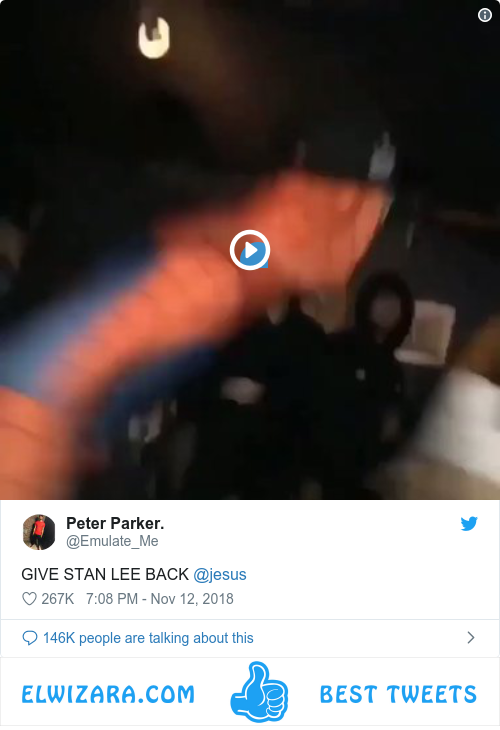 Peter Parker.
@Emulate_Me
GIVE STAN LEE BACK @jesus
267K 7:08 PM - Nov 12, 2018
146K people are talking about this
ELWIZARA.COM BEST TWEETS